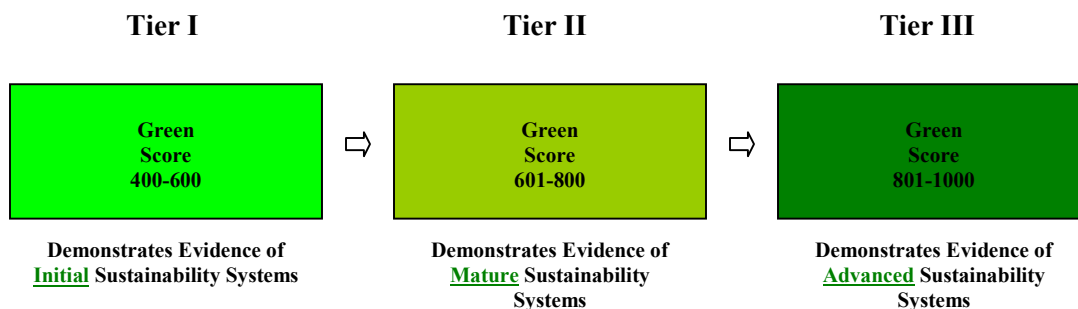 Tier I
Tier II
Tier III
Green
Score
400-600
Green
Score
601-800
Green
Score
801-1000
Demonstrates Evidence of
Initial Sustainability Systems
Demonstrates Evidence of
Mature Sustainability
Systems
Demonstrates Evidence of
Advanced Sustainability
Systems